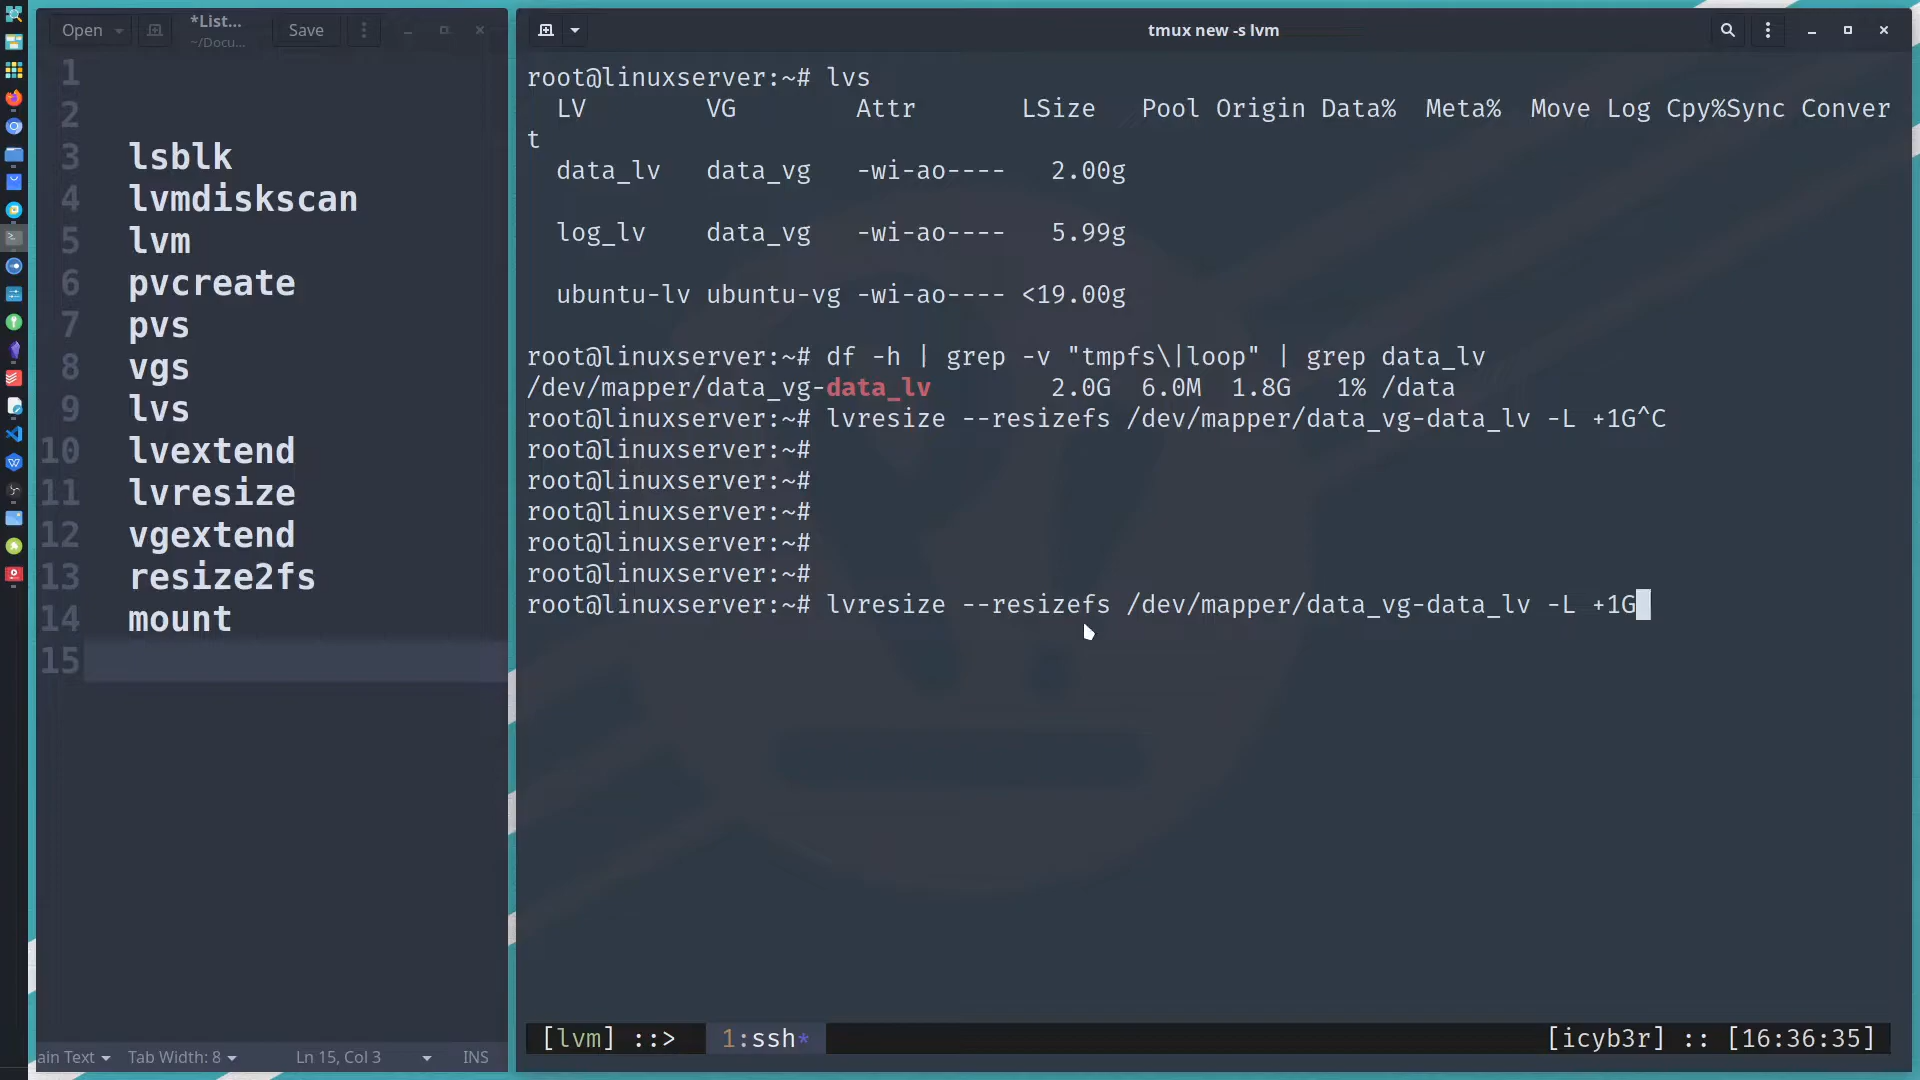 Open
*List...
~/Docu...
Save
1
2
3 lsblk
4 lvmdiskscan
5 lvm
6 pvcreate
7 pvs
8 vgs
9 lvs
10 lvextend
11 lvresize
12 vgextend
13 resize2fs
14 mount
15
ain Text
Tab Width: 8
Ln 15, Col 3
INS
tmux new -s lvm
root@linuxserver:~# lvs
LV VG Attr LSize Pool Origin Data% Meta% Move Log Cpy%Sync Conver
t
data_lv data_vg -wi-ao---- 2.00g
log_lv data_vg -wi-ao---- 5.99g
ubuntu-lv ubuntu-vg -wi-ao---- <19.00g
root@linuxserver:~# df -h | grep -v "tmpfs\|loop" | grep data_lv
/dev/mapper/data_vg-data_lv 2.0G 6.0M 1.8G 1% /data
root@linuxserver:~# lvresize --resizefs /dev/mapper/data_vg-data_lv -L +1G^C
root@linuxserver:~#
root@linuxserver:~#
root@linuxserver:~#
root@linuxserver:~#
root@linuxserver:~#
root@linuxserver:~# lvresize --resizefs /dev/mapper/data_vg-data_lv -L +1G
[lvm] ::> 1:ssh* [icyb3r] :: [16:36:35]